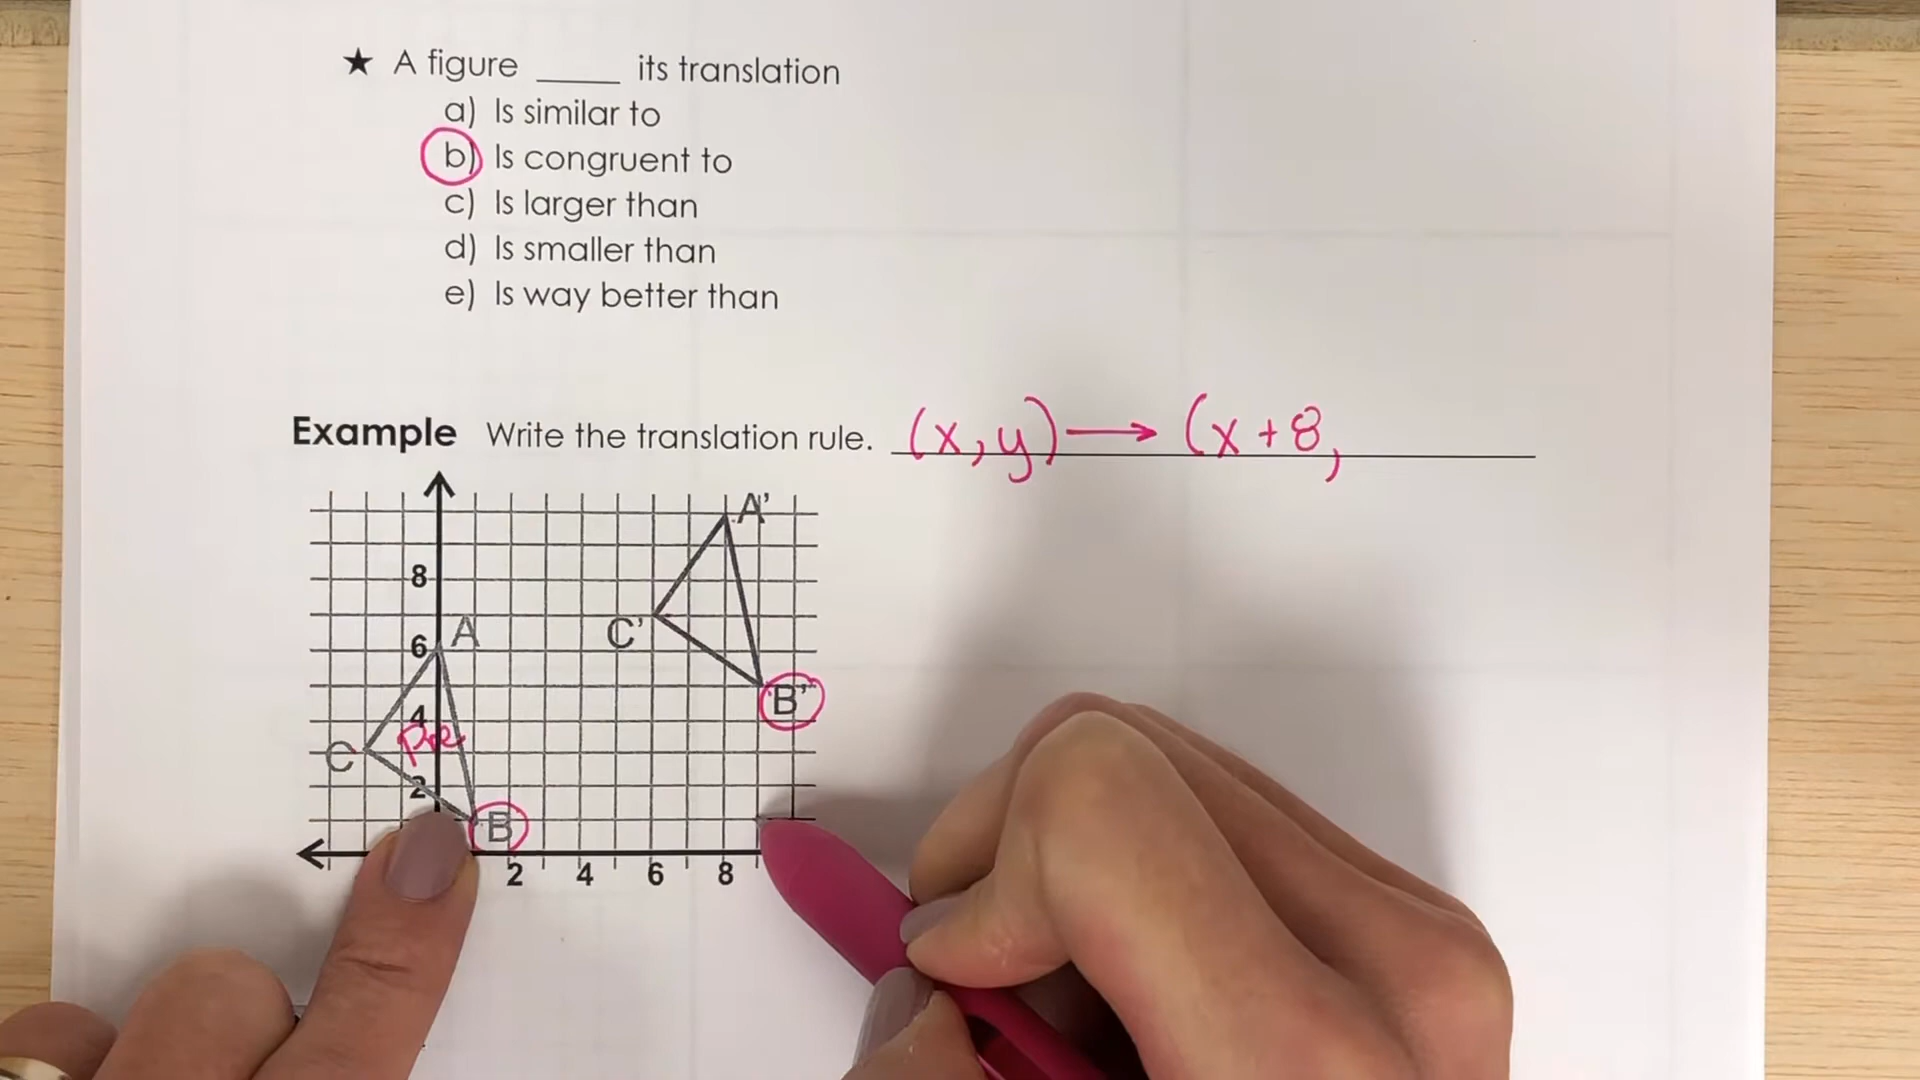 ★ A figure _____ its translation
a) Is similar to
b) Is congruent to
c) Is larger than
d) Is smaller than
e) Is way better than
Example Write the translation rule. (x,y)⟶(x+8,
A'
8
6 A
C'
B'
4
Pre
C
2
B
2 4 6 8